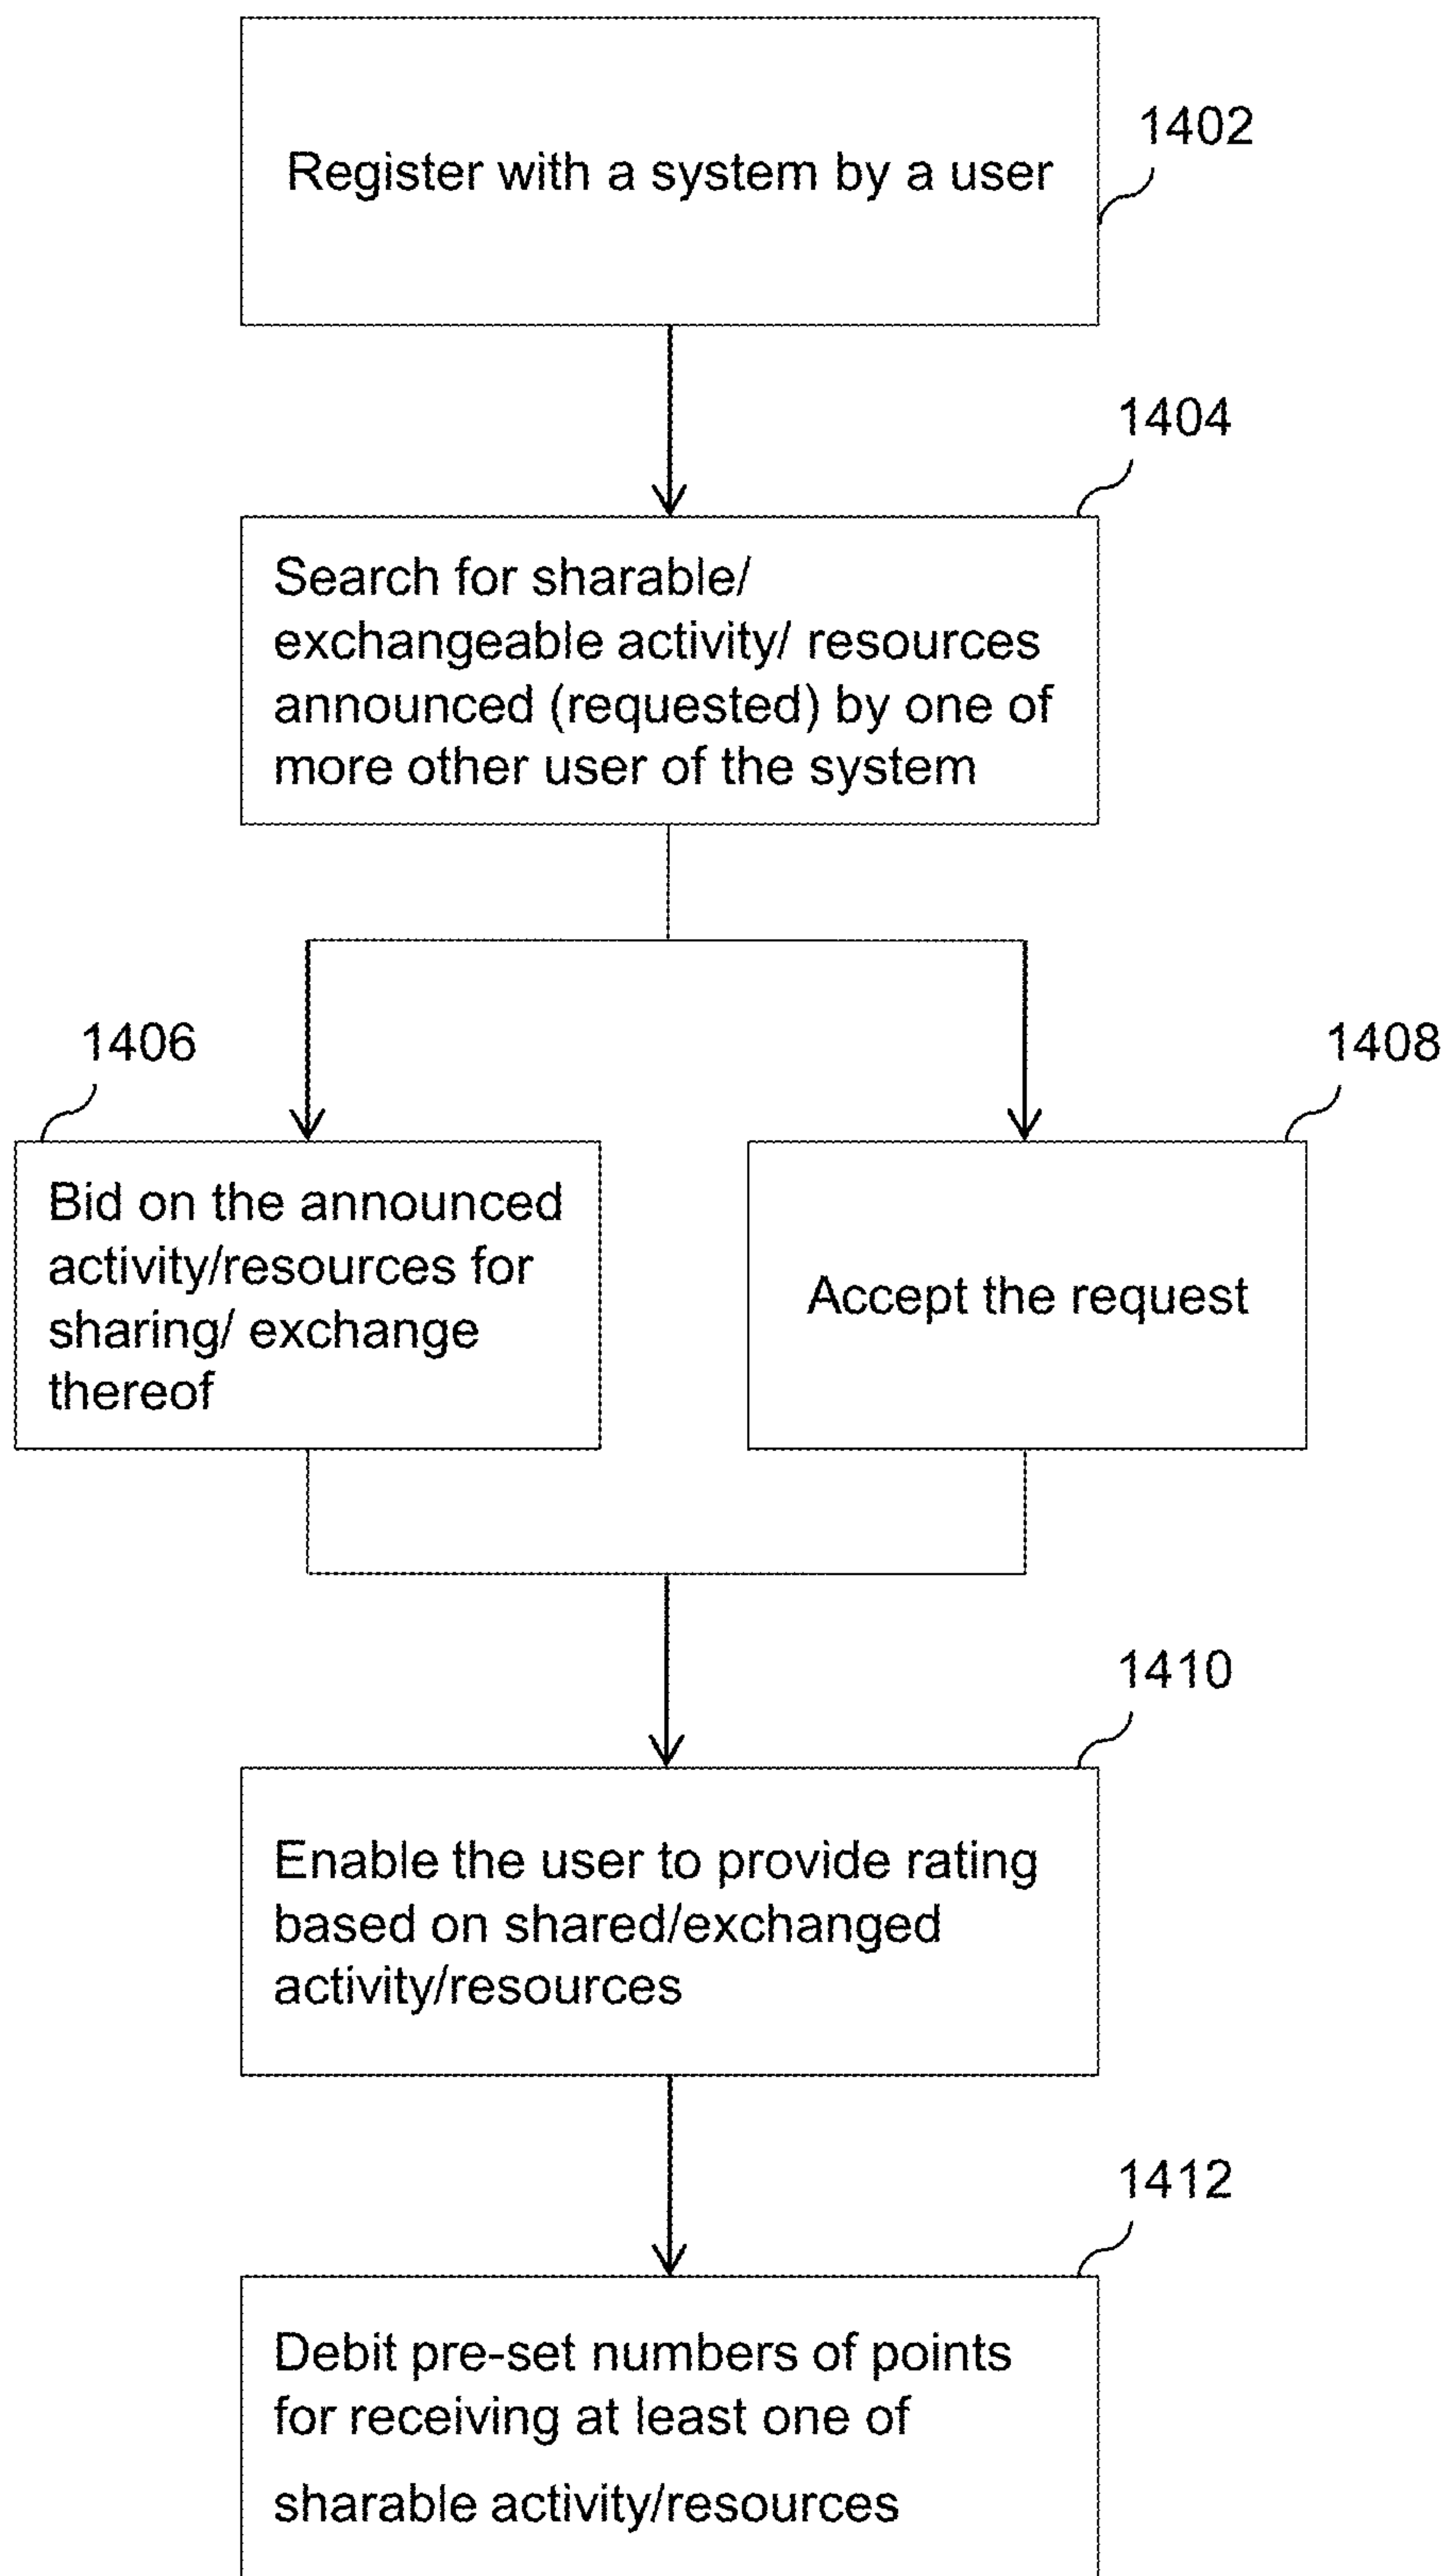 Register with a system by a user
1402
1404
Search for sharable/
exchangeable activity/ resources
announced (requested) by one of
more other user of the system
1406
1408
Bid on the announced
activity/resources for
sharing/ exchange
thereof
Accept the request
1410
Enable the user to provide rating
based on shared/exchanged
activity/resources
1412
Debit pre-set numbers of points
for receiving at least one of
sharable activity/resources